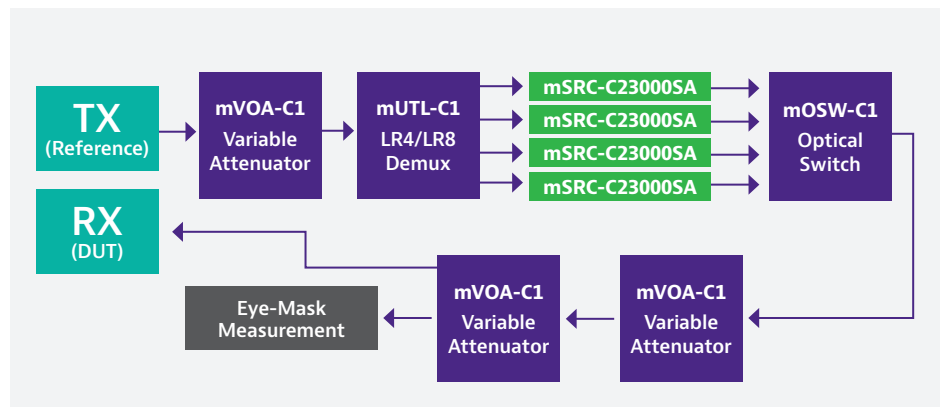 TX
(Reference)
mVOA-C1
Variable
Attenuator
mUTL-C1
LR4/LR8
Demux
mSRC-C23000SA
mSRC-C23000SA
mSRC-C23000SA
mSRC-C23000SA
mOSW-C1
Optical
Switch
RX
(DUT)
Eye-Mask
Measurement
mVOA-C1
Variable
Attenuator
mVOA-C1
Variable
Attenuator